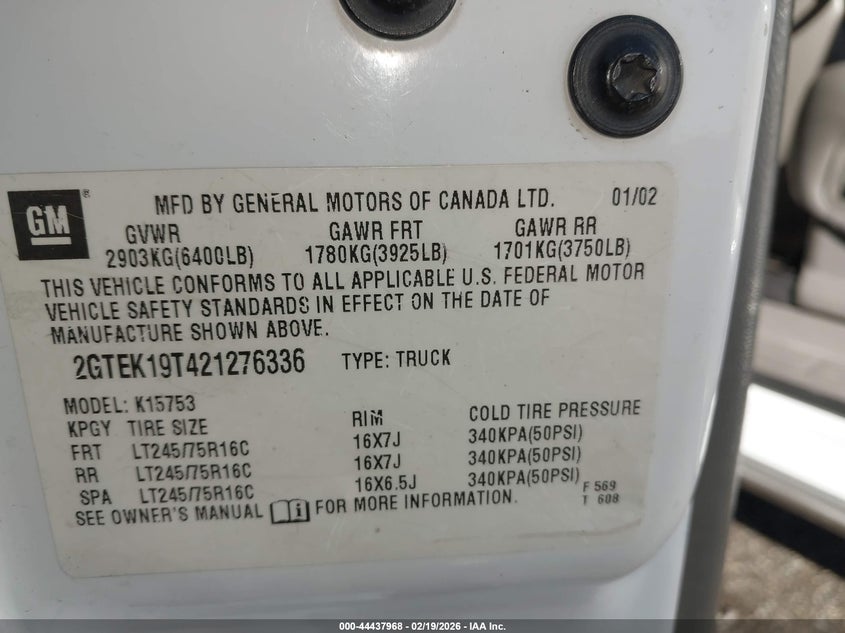 GM®
MFD BY GENERAL MOTORS OF CANADA LTD. 01/02
GVWR GAWR FRT GAWR RR
2903KG(6400LB) 1780KG(3925LB) 1701KG(3750LB)
THIS VEHICLE CONFORMS TO ALL APPLICABLE U.S. FEDERAL MOTOR
VEHICLE SAFETY STANDARDS IN EFFECT ON THE DATE OF
MANUFACTURE SHOWN ABOVE.
2GTEK19T421276336 TYPE: TRUCK
MODEL: K15753
KPGY TIRE SIZE RIM COLD TIRE PRESSURE
FRT LT245/75R16C 16X7J 340KPA(50PSI)
RR LT245/75R16C 16X7J 340KPA(50PSI)
SPA LT245/75R16C 16X6.5J 340KPA(50PSI)
SEE OWNER'S MANUAL i FOR MORE INFORMATION.
F 569
T 608
000-44437968 - 02/19/2026 - IAA Inc.